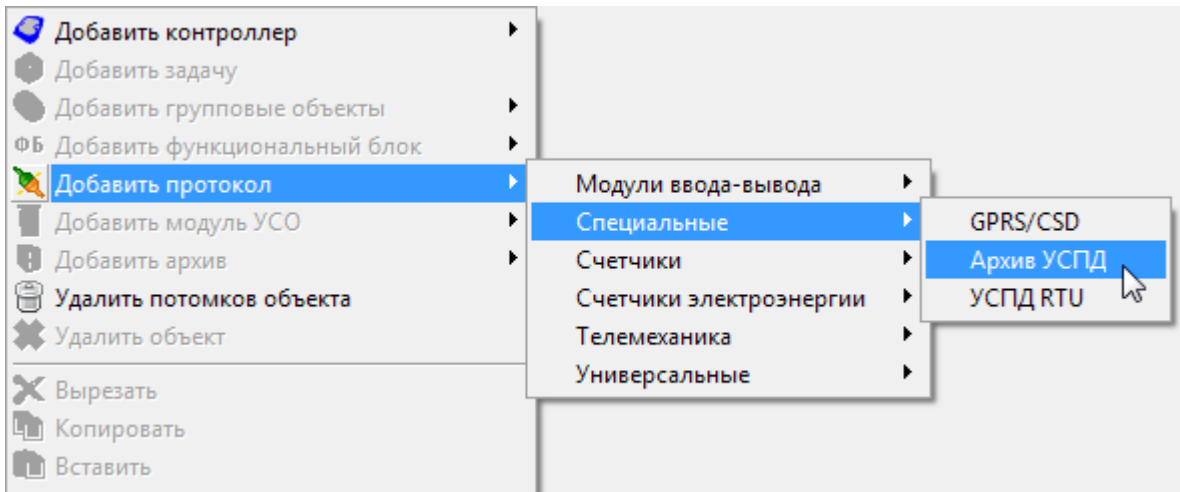 Добавить контроллер
Добавить задачу
Добавить групповые объекты
ФБ Добавить функциональный блок
Добавить протокол
Добавить модуль УСО
Добавить архив
Удалить потомков объекта
Удалить объект
Вырезать
Копировать
Вставить
Модули ввода-вывода
Специальные
Счетчики
Счетчики электроэнергии
Телемеханика
Универсальные
GPRS/CSD
Архив УСПД
УСПД RTU